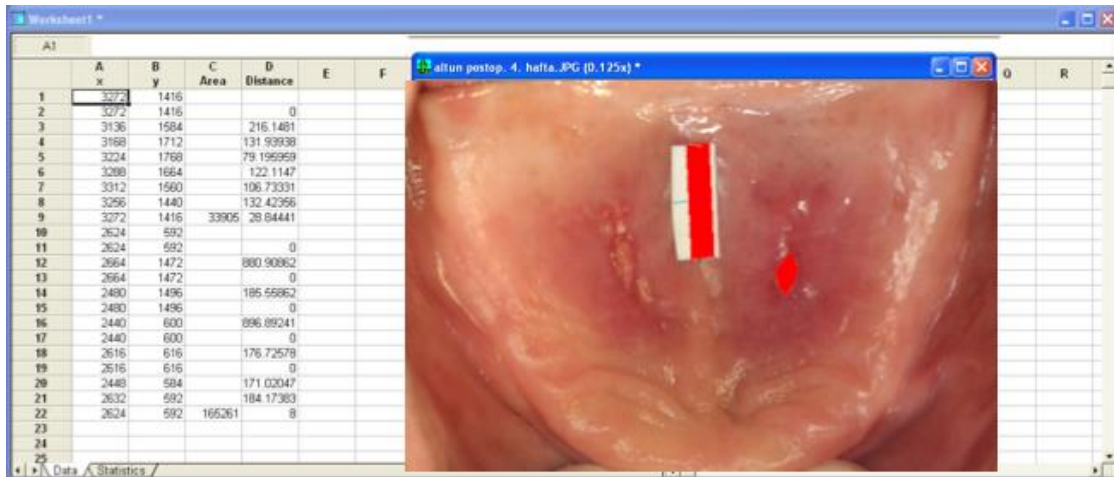 Worksheet1 *
A1
A B C D E F
x y Area Distance
1 3272 1416
2 3272 1416 0
3 3136 1584 216.1481
4 3168 1712 131.93938
5 3224 1768 79.195959
6 3288 1664 122.1147
7 3312 1560 106.73331
8 3256 1440 132.42356
9 3272 1416 33905 28.84441
10 2624 592
11 2624 592 0
12 2664 1472 880.90862
13 2664 1472 0
14 2480 1496 185.55862
15 2480 1496 0
16 2440 600 896.89241
17 2440 600 0
18 2616 616 176.72578
19 2616 616 0
20 2448 584 171.02047
21 2632 592 184.17383
22 2624 592 165261 8
23
24
25
Data Statistics
altun postop. 4. hafta.JPG (0.125x) *
Q R